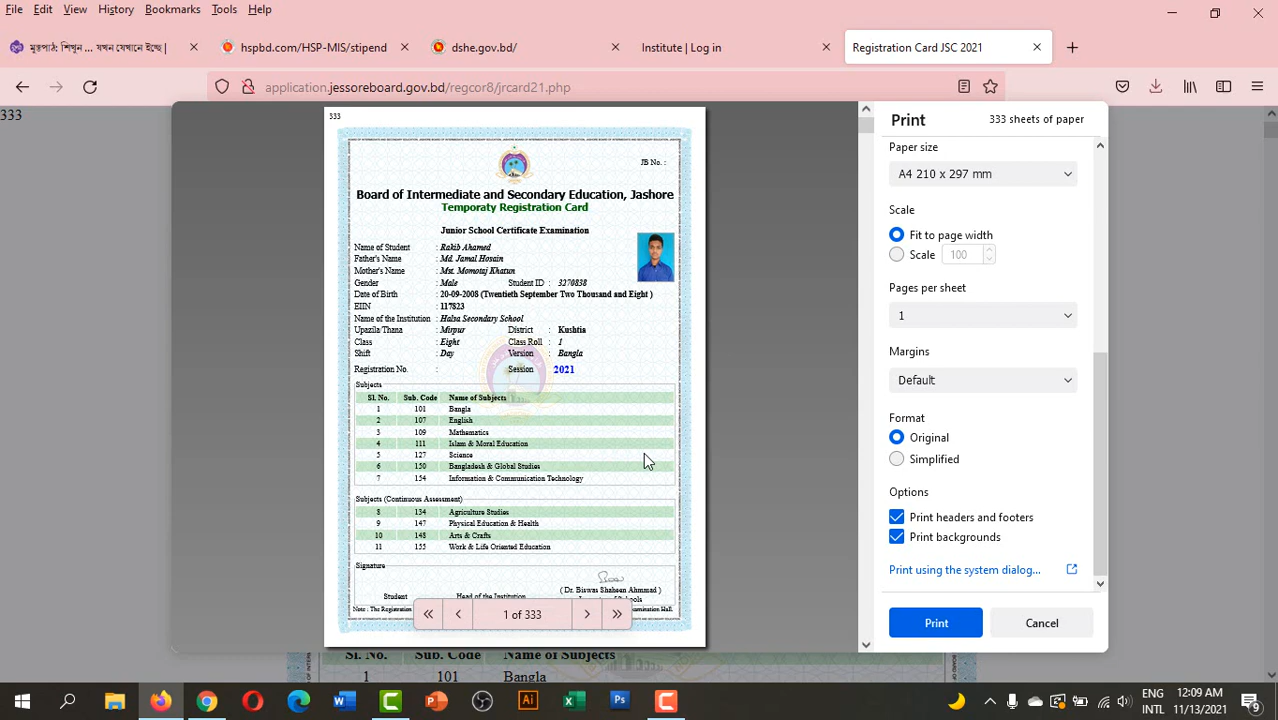 File Edit View History Bookmarks Tools Help
মুক্তপাঠ: শিখুন ... যখন যেখানে ইচ্ছে |
hspbd.com/HSP-MIS/stipend
dshe.gov.bd/
Institute | Log in
Registration Card JSC 2021
application.jessoreboard.gov.bd/regcor8/jrcard21.php
333
333
JB No. :
Board of Intermediate and Secondary Education, Jashore
Temporaty Registration Card
Junior School Certificate Examination
Name of Student : Rakib Ahamed
Father's Name : Md. Jamal Hosain
Mother's Name : Mst. Momotaj Khatun
Gender : Male Student ID : 3370838
Date of Birth : 20-09-2008 (Twentieth September Two Thousand and Eight )
EIIN : 117823
Name of the Institution : Halsa Secondary School
Upazila/Thana : Mirpur District : Kushtia
Class : Eight Class Roll : 1
Shift : Day Version : Bangla
Registration No. : Session : 2021
Subjects
Sl. No. Sub. Code Name of Subjects
1 101 Bangla
2 107 English
3 109 Mathematics
4 111 Islam & Moral Education
5 127 Science
6 150 Bangladesh & Global Studies
7 154 Information & Communication Technology
Subjects (Continuous Assessment)
8 134 Agriculture Studies
9 147 Physical Education & Health
10 148 Arts & Crafts
11 155 Work & Life Oriented Education
Signature
( Dr. Biswas Shaheen Ahmmad )
Student Head of the Institution
Note : The Registration
1 of 333
Print 333 sheets of paper
Paper size
A4 210 x 297 mm
Scale
Fit to page width
Scale 100
Pages per sheet
1
Margins
Default
Format
Original
Simplified
Options
Print headers and footers
Print backgrounds
Print using the system dialog...
Print Cancel
Sl. No. Sub. Code Name of Subjects
1 101 Bangla
ENG 12:09 AM
INTL 11/13/2021
9